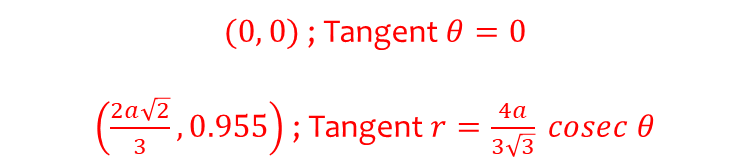 (0, 0) ; Tangent θ = 0
(2a√2/3, 0.955) ; Tangent r = 4a/3√3 cosec θ